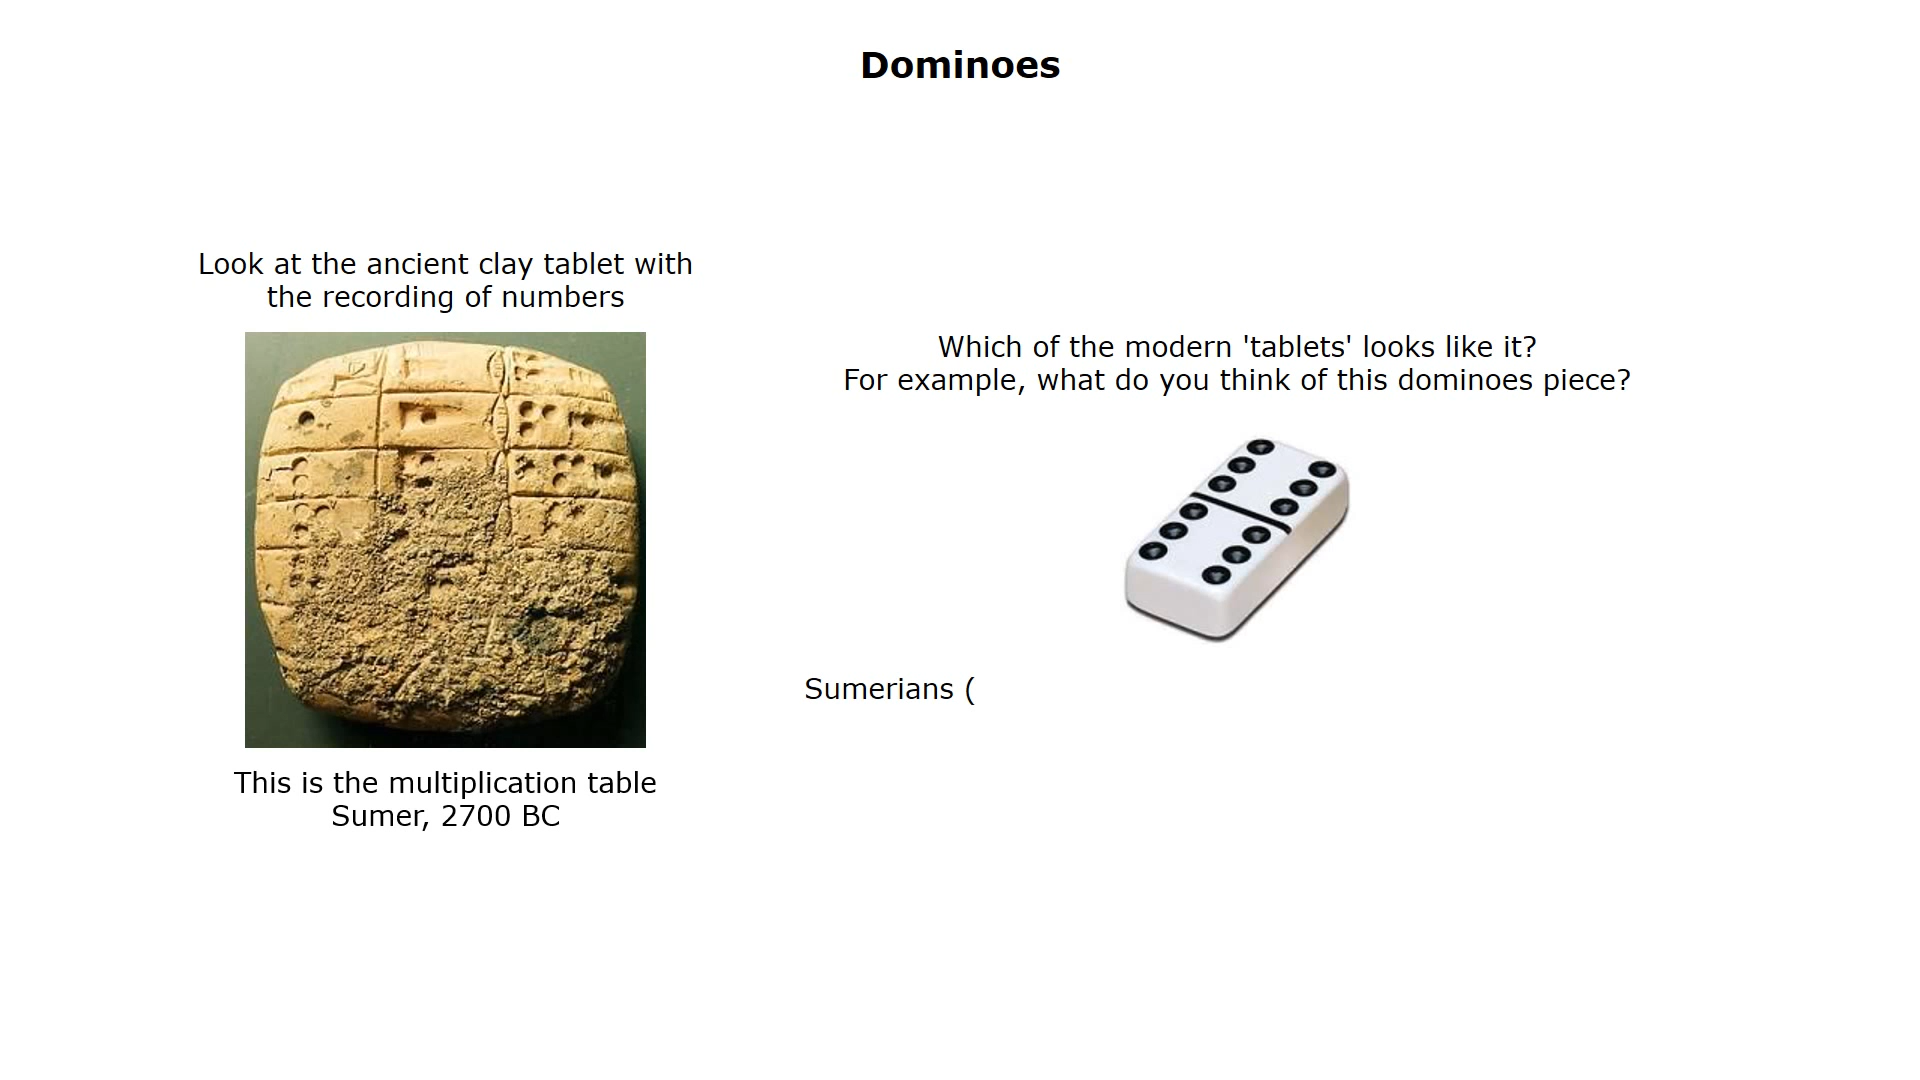 Dominoes
Look at the ancient clay tablet with
the recording of numbers
This is the multiplication table
Sumer, 2700 BC
Which of the modern 'tablets' looks like it?
For example, what do you think of this dominoes piece?
Sumerians (